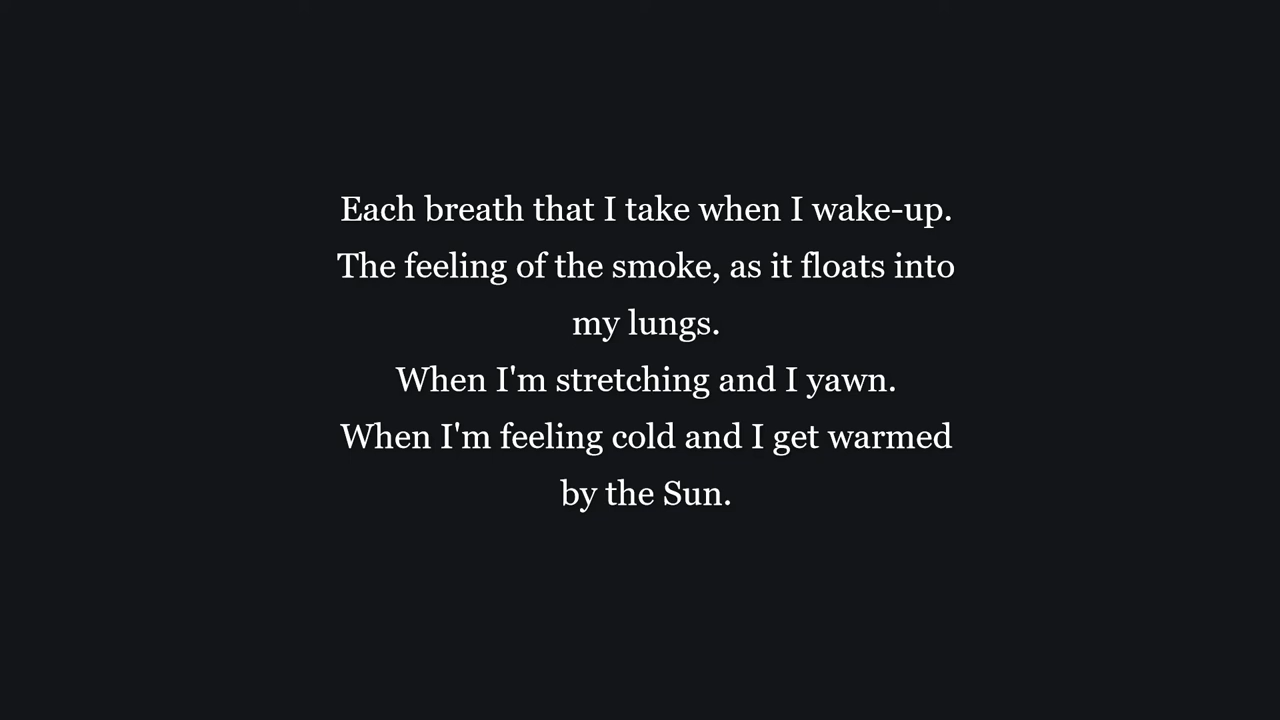 Each breath that I take when I wake-up.
The feeling of the smoke, as it floats into
my lungs.
When I'm stretching and I yawn.
When I'm feeling cold and I get warmed
by the Sun.